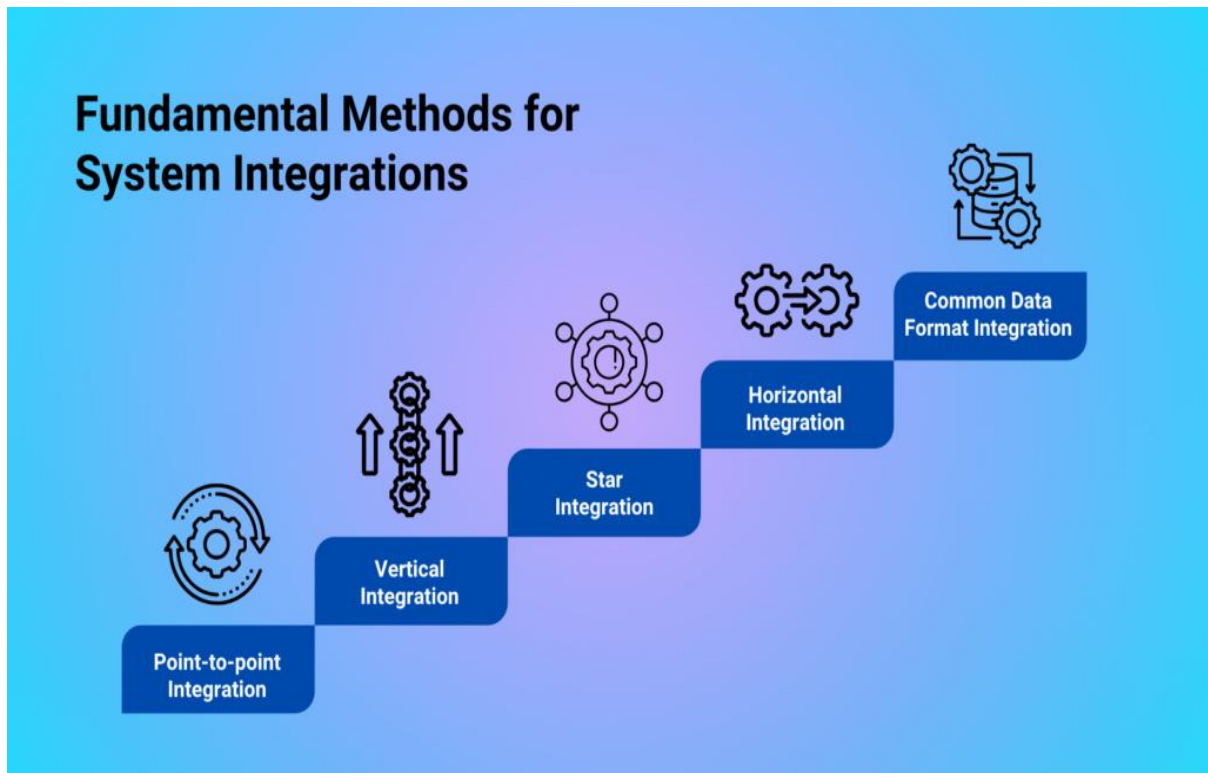 Fundamental Methods for
System Integrations
Common Data
Format Integration
Horizontal
Integration
Star
Integration
Vertical
Integration
Point-to-point
Integration